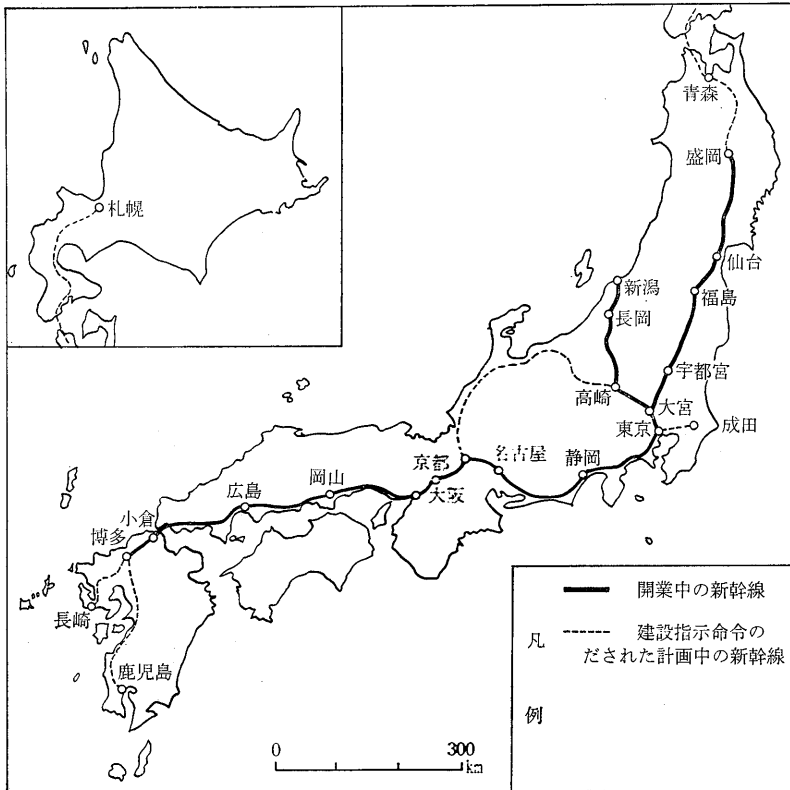 札幌
青森
盛岡
仙台
新潟
福島
長岡
宇都宮
高崎
大宮
東京
成田
京都
名古屋
静岡
岡山
大阪
広島
小倉
博多
長崎
鹿児島
0 300
km
凡例
開業中の新幹線
建設指示命令の
だされた計画中の新幹線